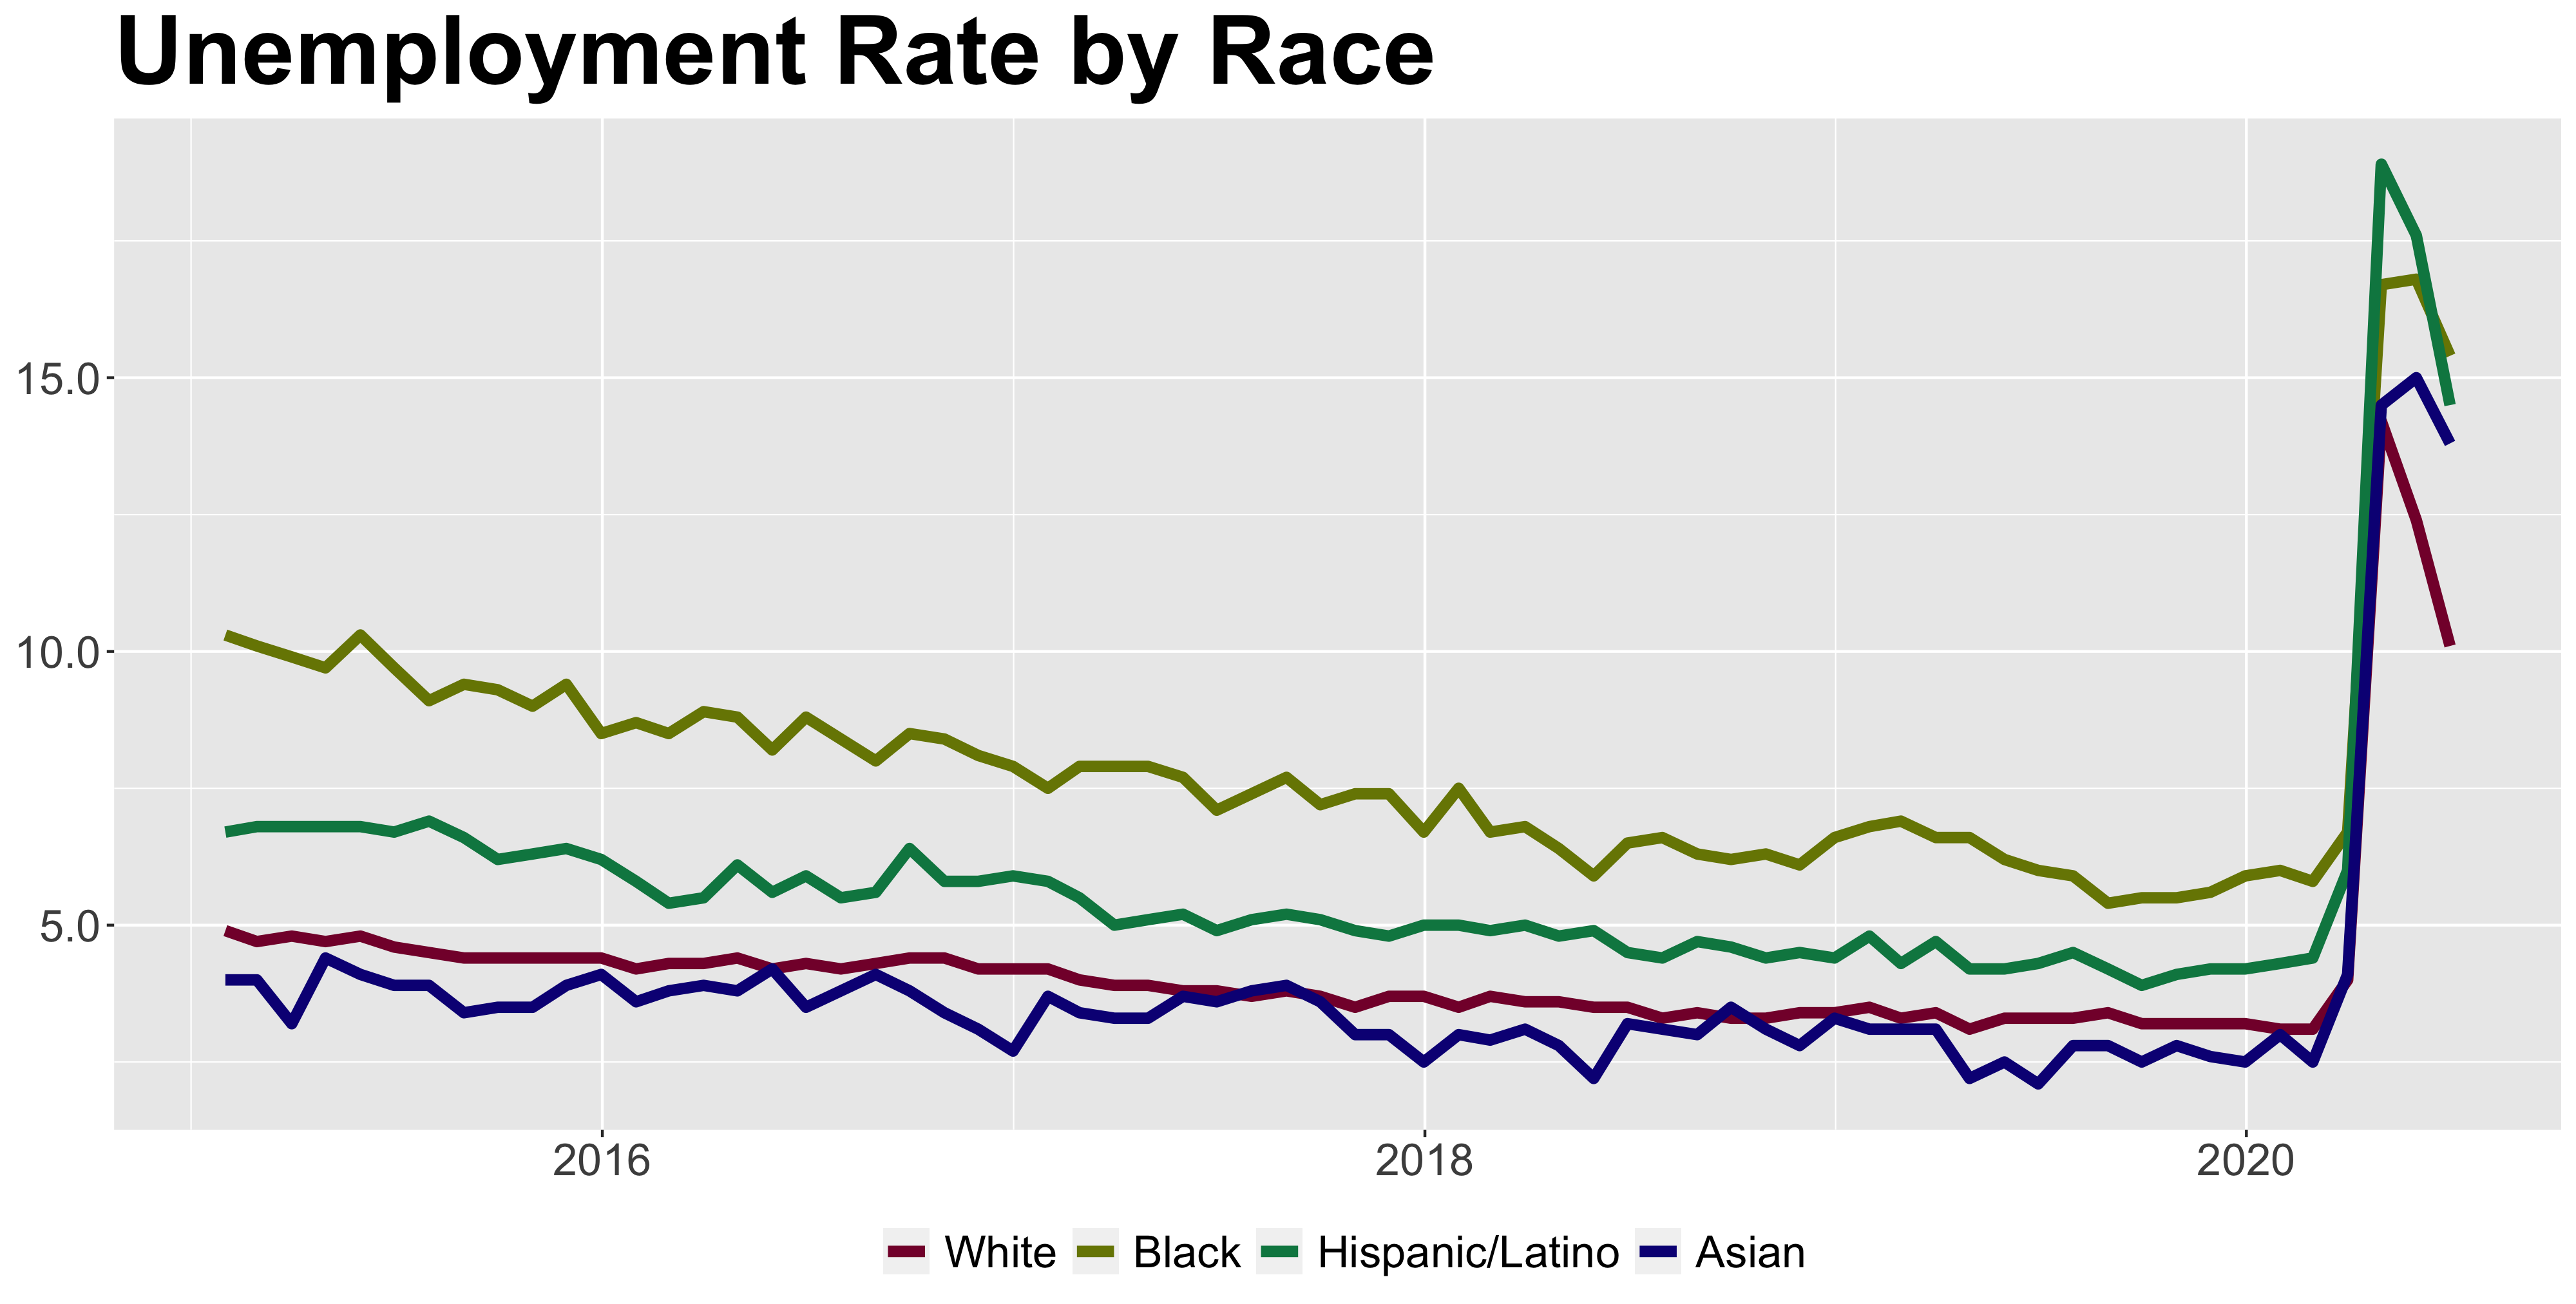 Unemployment Rate by Race
15.0
10.0
5.0
2016 2018 2020
White Black Hispanic/Latino Asian